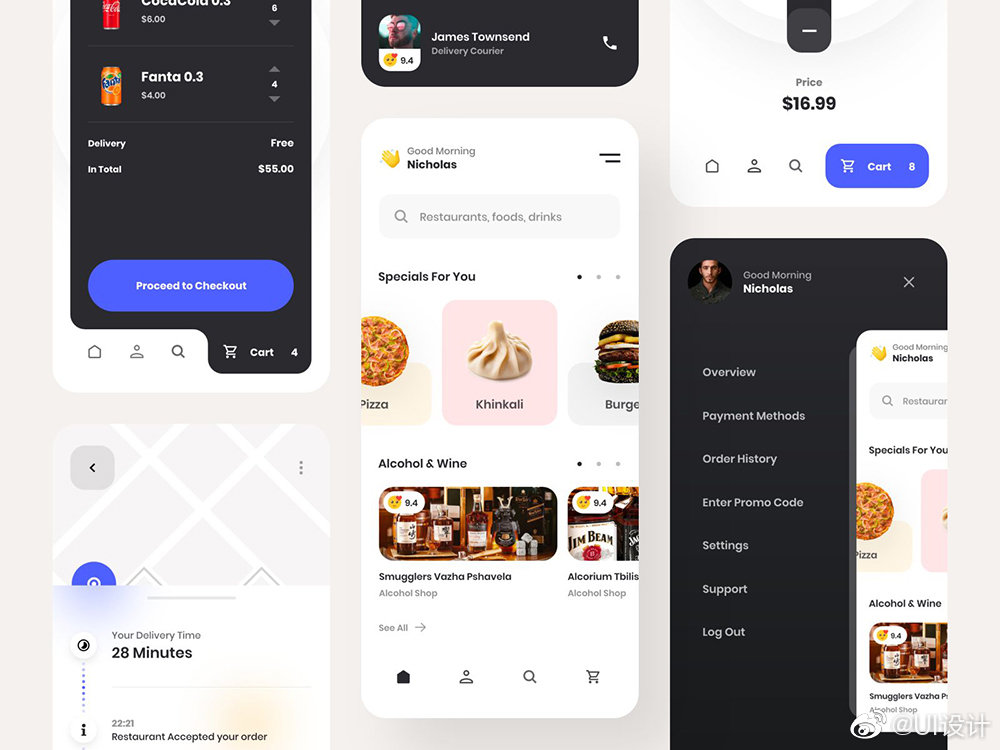 CocaCola 0.3
$6.00
6
Fanta
Fanta 0.3
$4.00
4
Delivery
Free
In Total
$55.00
Proceed to Checkout
Cart
4
Your Delivery Time
28 Minutes
22:21
Restaurant Accepted your order
9.4
James Townsend
Delivery Courier
Good Morning
Nicholas
Restaurants, foods, drinks
Specials For You
Pizza
Khinkali
Burge
Alcohol & Wine
9.4
9.4
JIM BEAM
Smugglers Vazha Pshavela
Alcohol Shop
Alcorium Tbilis
Alcohol Shop
See All
Price
$16.99
Cart
8
Good Morning
Nicholas
Overview
Payment Methods
Order History
Enter Promo Code
Settings
Support
Log Out
Good Morning
Nicholas
Restaurar
Specials For You
Pizza
Alcohol & Wine
9.4
Smugglers Vazha P
Alcohol Shop
@UI设计